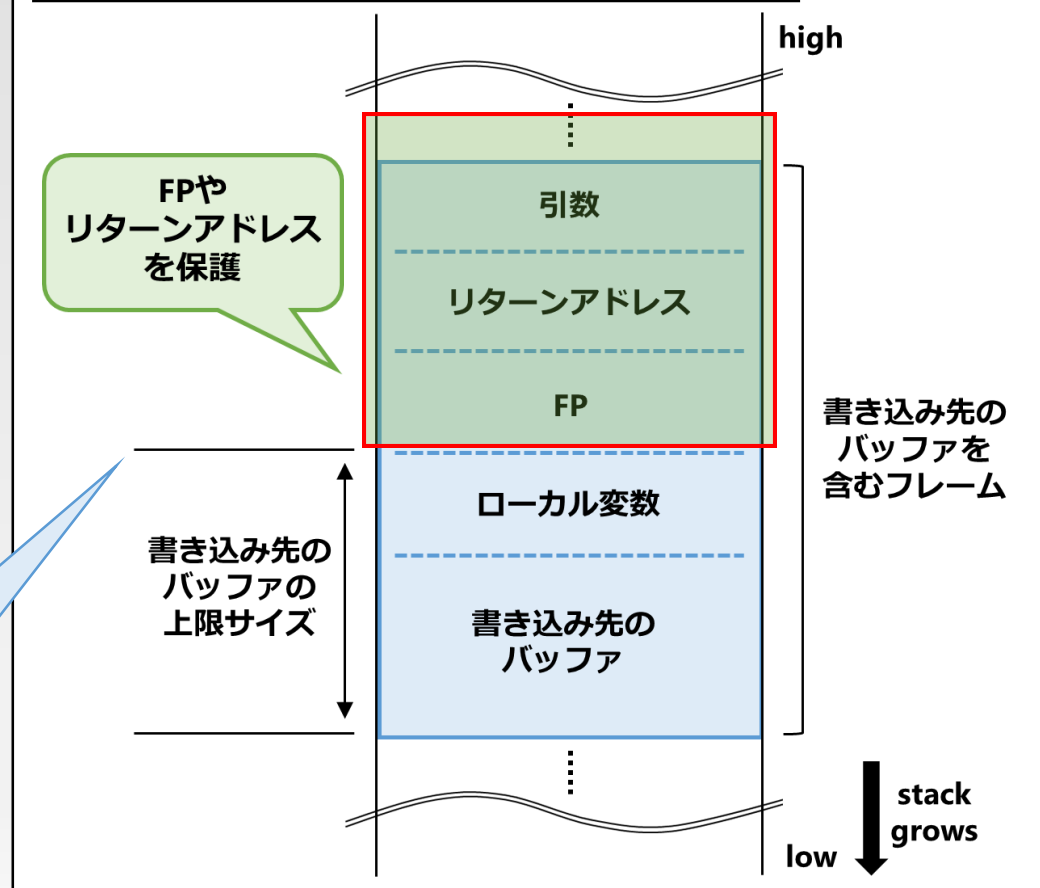 high
FPや
リターンアドレス
を保護
引数
リターンアドレス
FP
書き込み先の
バッファを
含むフレーム
ローカル変数
書き込み先の
バッファの
上限サイズ
書き込み先の
バッファ
stack
grows
low